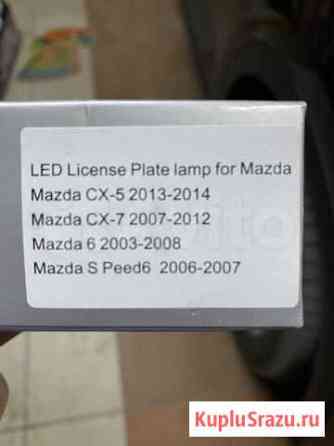 LED License Plate lamp for Mazda
Mazda CX-5 2013-2014
Mazda CX-7 2007-2012
Mazda 6 2003-2008
Mazda S Peed6 2006-2007
KupluSrazu.ru